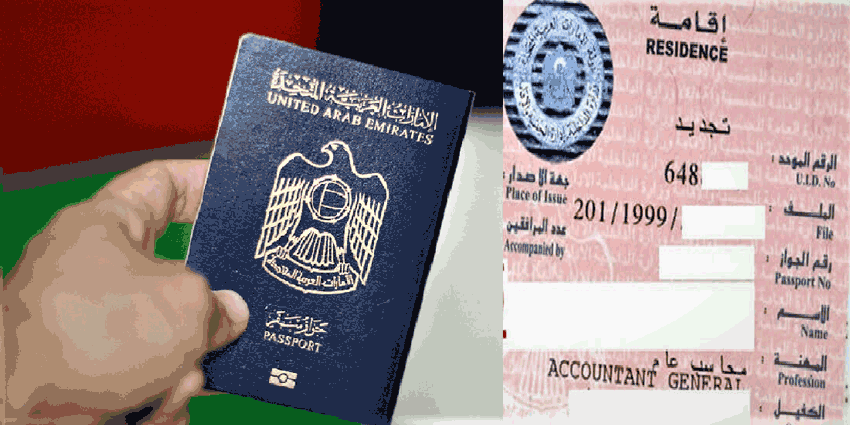 الإمارات العربية المتحدة
UNITED ARAB EMIRATES
الإمارات العربية المتحدة
جواز سفر
PASSPORT
إقامة
RESIDENCE
تجديد
الرقم الموحد :
U.I.D. No
648
جهة الاصدار :
Place of Issue
201/1999/
الملف :
File
عدد المرافقين
Accompanied by
رقم الجواز :
Passport No
الاسم :
Name
المهنة :
Profession
محاسب عام
ACCOUNTANT GENERAL
الكفيل :